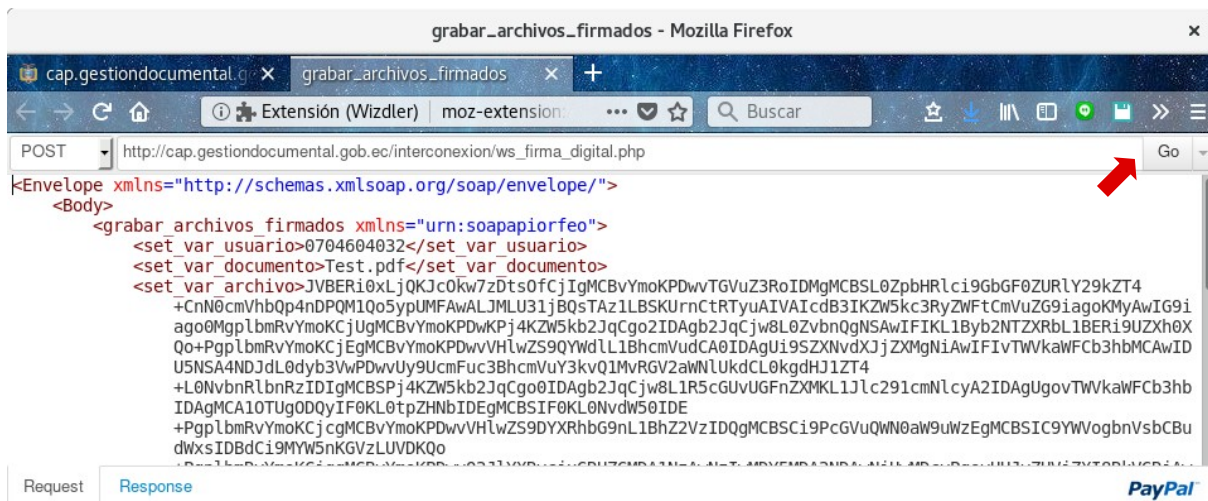 grabar_archivos_firmados - Mozilla Firefox ×
cap.gestiondocumental.g × grabar_archivos_firmados × +
Extensión (Wizdler) moz-extension: ••• Buscar »
POST http://cap.gestiondocumental.gob.ec/interconexion/ws_firma_digital.php Go
<Envelope xmlns="http://schemas.xmlsoap.org/soap/envelope/">
<Body>
<grabar_archivos_firmados xmlns="urn:soapapiorfeo">
<set_var_usuario>0704604032</set_var_usuario>
<set_var_documento>Test.pdf</set_var_documento>
<set_var_archivo>JVBERi0xLjQKJcOkw7zDtsOfCjIgMCBvYmoKPDwvTGVuZ3RoIDMgMCBSL0ZpbHRlci9GbGF0ZURlY29kZT4
+CnN0cmVhbQp4nDPQM1Qo5ypUMFAwALJMLU31jBQsTAz1LBSKUrnCtRTyuAIVAIcdB3IKZW5kc3RyZWFtCmVuZG9iagoKMyAwIG9i
ago0MgplbmRvYmoKCjUgMCBvYmoKPDwKPj4KZW5kb2JqCgo2IDAgb2JqCjw8L0ZvbnQgNSAwIFIKL1Byb2NTZXRbL1BERi9UZXh0X
Qo+PgplbmRvYmoKCjEgMCBvYmoKPDwvVHlwZS9QYWdlL1BhcmVudCA0IDAgUi9SZXNvdXJjZXMgNiAwIFIvTWVkaWFCb3hbMCAwID
U5NSA4NDJdL0dyb3VwPDwvUy9UcmFuc3BhcmVuY3kvQ1MvRGV2aWNlUkdCL0kgdHJ1ZT4
+L0NvbnRlbnRzIDIgMCBSPj4KZW5kb2JqCgo0IDAgb2JqCjw8L1R5cGUvUGFnZXMKL1Jlc291cmNlcyA2IDAgUgovTWVkaWFCb3hb
IDAgMCA1OTUgODQyIF0KL0tpZHNbIDEgMCBSIF0KL0NvdW50IDE
+PgplbmRvYmoKCjcgMCBvYmoKPDwvVHlwZS9DYXRhbG9nL1BhZ2VzIDQgMCBSCi9PcGVuQWN0aW9uWzEgMCBSIC9YWVogbnVsbCBu
dWxsIDBdCi9MYW5nKGVzLUVDKQo
Request Response PayPal